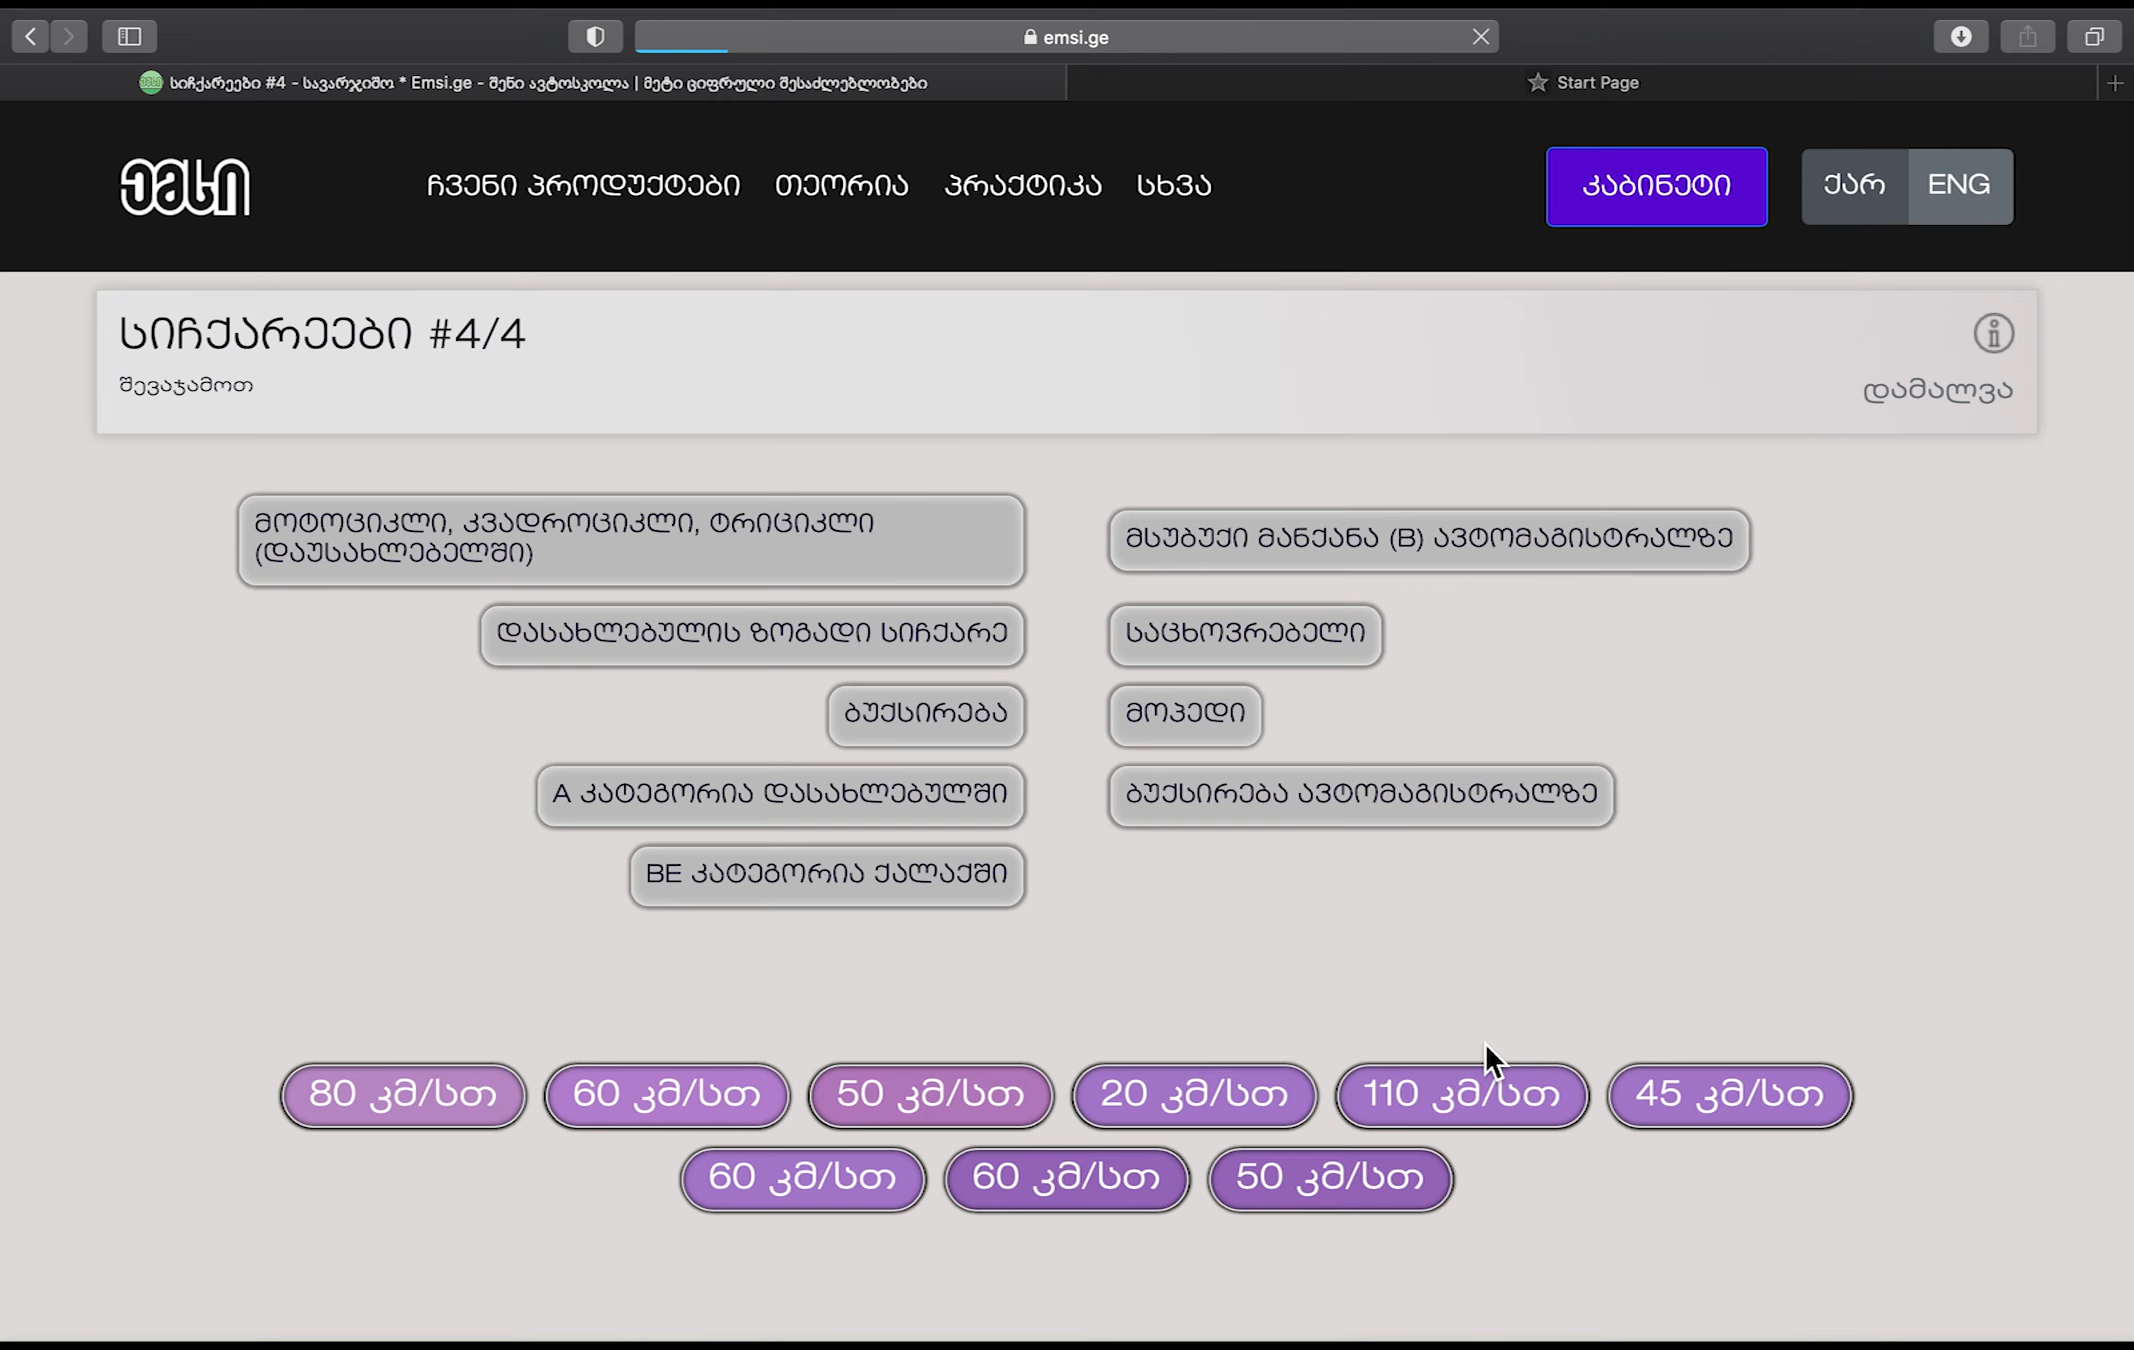 emsi.ge
სიჩქარეები #4 - სავარჯიშო * Emsi.ge - შენი ავტოსკოლა | მეტი ციფრული შესაძლებლობები
Start Page
ემსი
ჩვენი პროდუქტები თეორია პრაქტიკა სხვა
კაბინეტი
ქარ ENG
სიჩქარეები #4/4
შევაჯამოთ
დამალვა
მოტოციკლი, კვადროციკლი, ტრიციკლი
(დაუსახლებელში)
მსუბუქი მანქანა (B) ავტომაგისტრალზე
დასახლებულის ზოგადი სიჩქარე
საცხოვრებელი
ბუქსირება
მოპედი
A კატეგორია დასახლებულში
ბუქსირება ავტომაგისტრალზე
BE კატეგორია ქალაქში
80 კმ/სთ 60 კმ/სთ 50 კმ/სთ 20 კმ/სთ 110 კმ/სთ 45 კმ/სთ
60 კმ/სთ 60 კმ/სთ 50 კმ/სთ